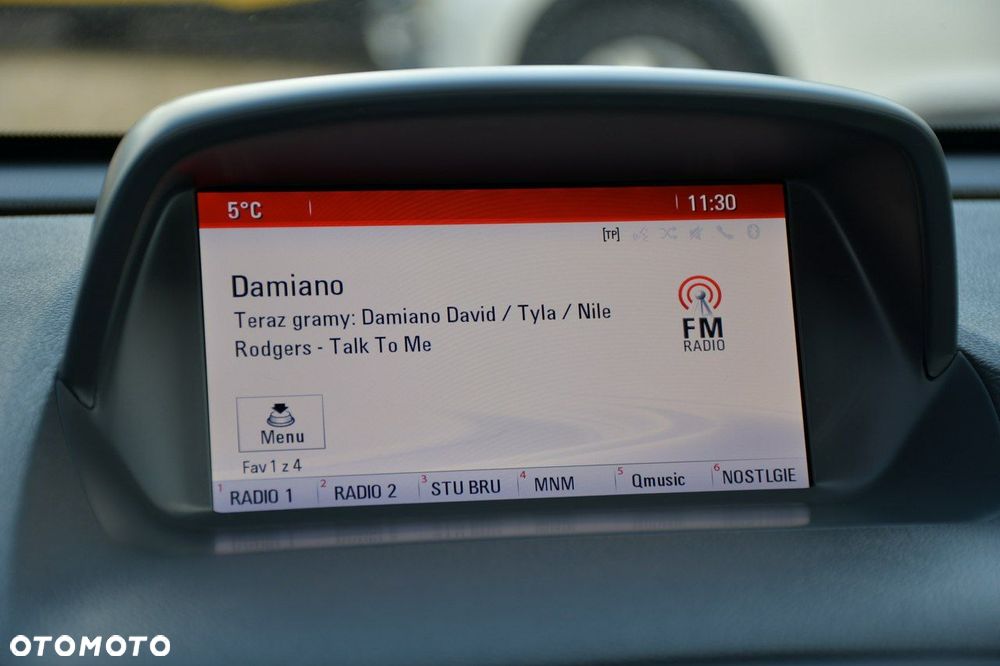 5°C 11:30
[TP]
Damiano
Teraz gramy: Damiano David / Tyla / Nile
Rodgers - Talk To Me
FM
RADIO
Menu
Fav 1 z 4
1 RADIO 1 2 RADIO 2 3 STU BRU 4 MNM 5 Qmusic 6 NOSTLGIE
OTOMOTO